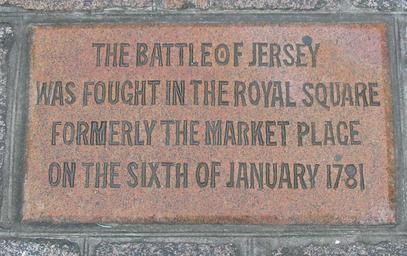 THE BATTLE OF JERSEY
WAS FOUGHT IN THE ROYAL SQUARE
FORMERLY THE MARKET PLACE
ON THE SIXTH OF JANUARY 1781